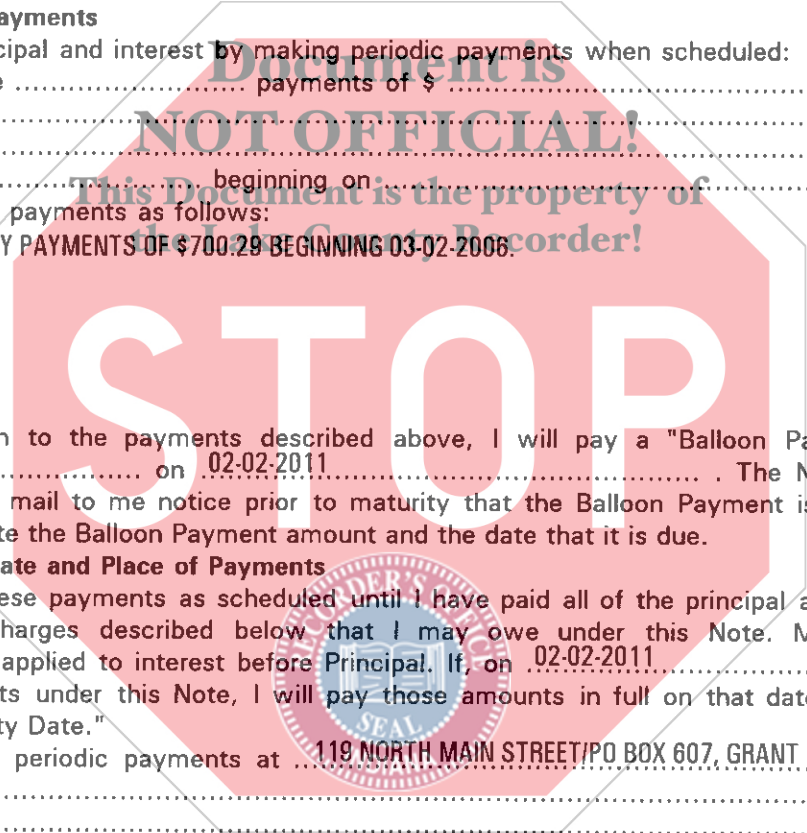 ayments
cipal and interest by making periodic payments when scheduled:
Document is
e ........................ payments of $ ........................................
NOT OFFICIAL!
.................... beginning on ........................................
This Document is the property of
payments as follows:
Y PAYMENTS OF $700.29 BEGINNING 03-02-2006.
the Lake County Recorder!
STOP
n to the payments described above, I will pay a "Balloon Pa
.................. on 02-02-2011 ........................................ . The N
mail to me notice prior to maturity that the Balloon Payment is
te the Balloon Payment amount and the date that it is due.
ate and Place of Payments
ese payments as scheduled until I have paid all of the principal a
harges described below that I may owe under this Note. M
applied to interest before Principal. If, on 02-02-2011 ....................
ts under this Note, I will pay those amounts in full on that date
ty Date."
periodic payments at ...119 NORTH MAIN STREET/PO BOX 607, GRANT
RECORDER'S OFFICE
SEAL
INDIANA